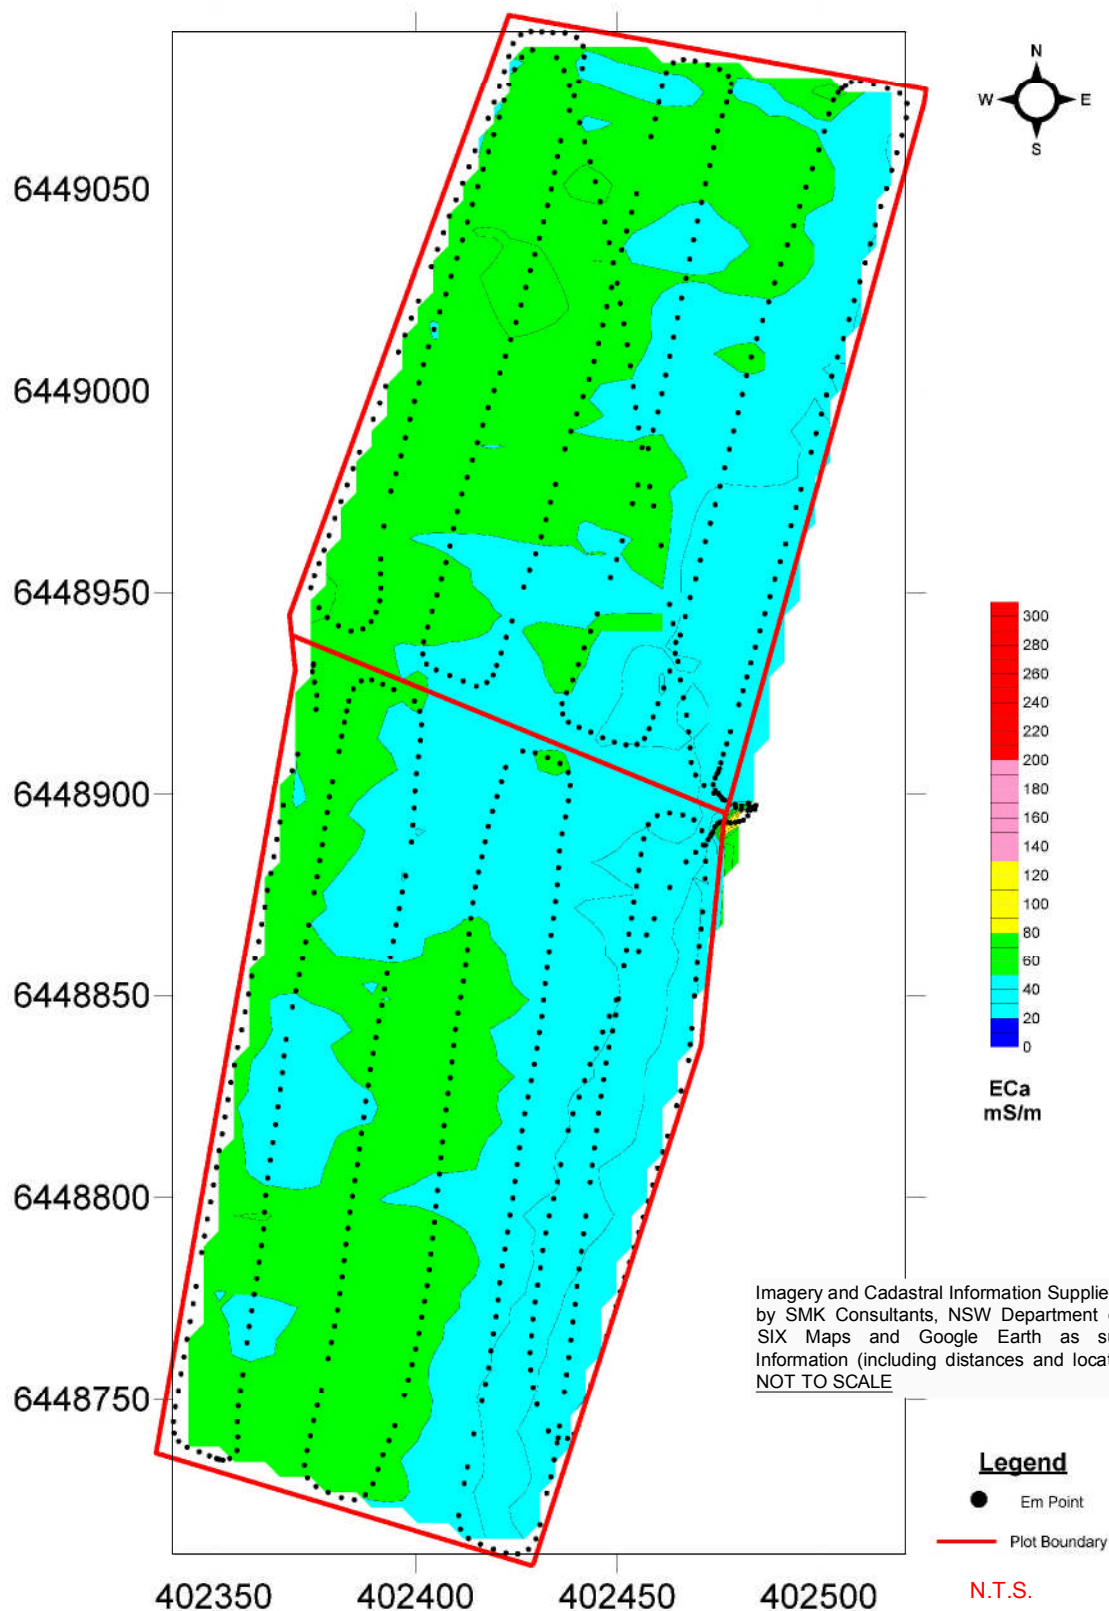 N
W E
S
6449050
6449000
6448950
6448900
6448850
6448800
6448750
402350 402400 402450 402500
300
280
260
240
220
200
180
160
140
120
100
80
60
40
20
0
ECa
mS/m
Imagery and Cadastral Information Supplie
by SMK Consultants, NSW Department
SIX Maps and Google Earth as su
Information (including distances and locat
NOT TO SCALE
Legend
Em Point
Plot Boundary
N.T.S.